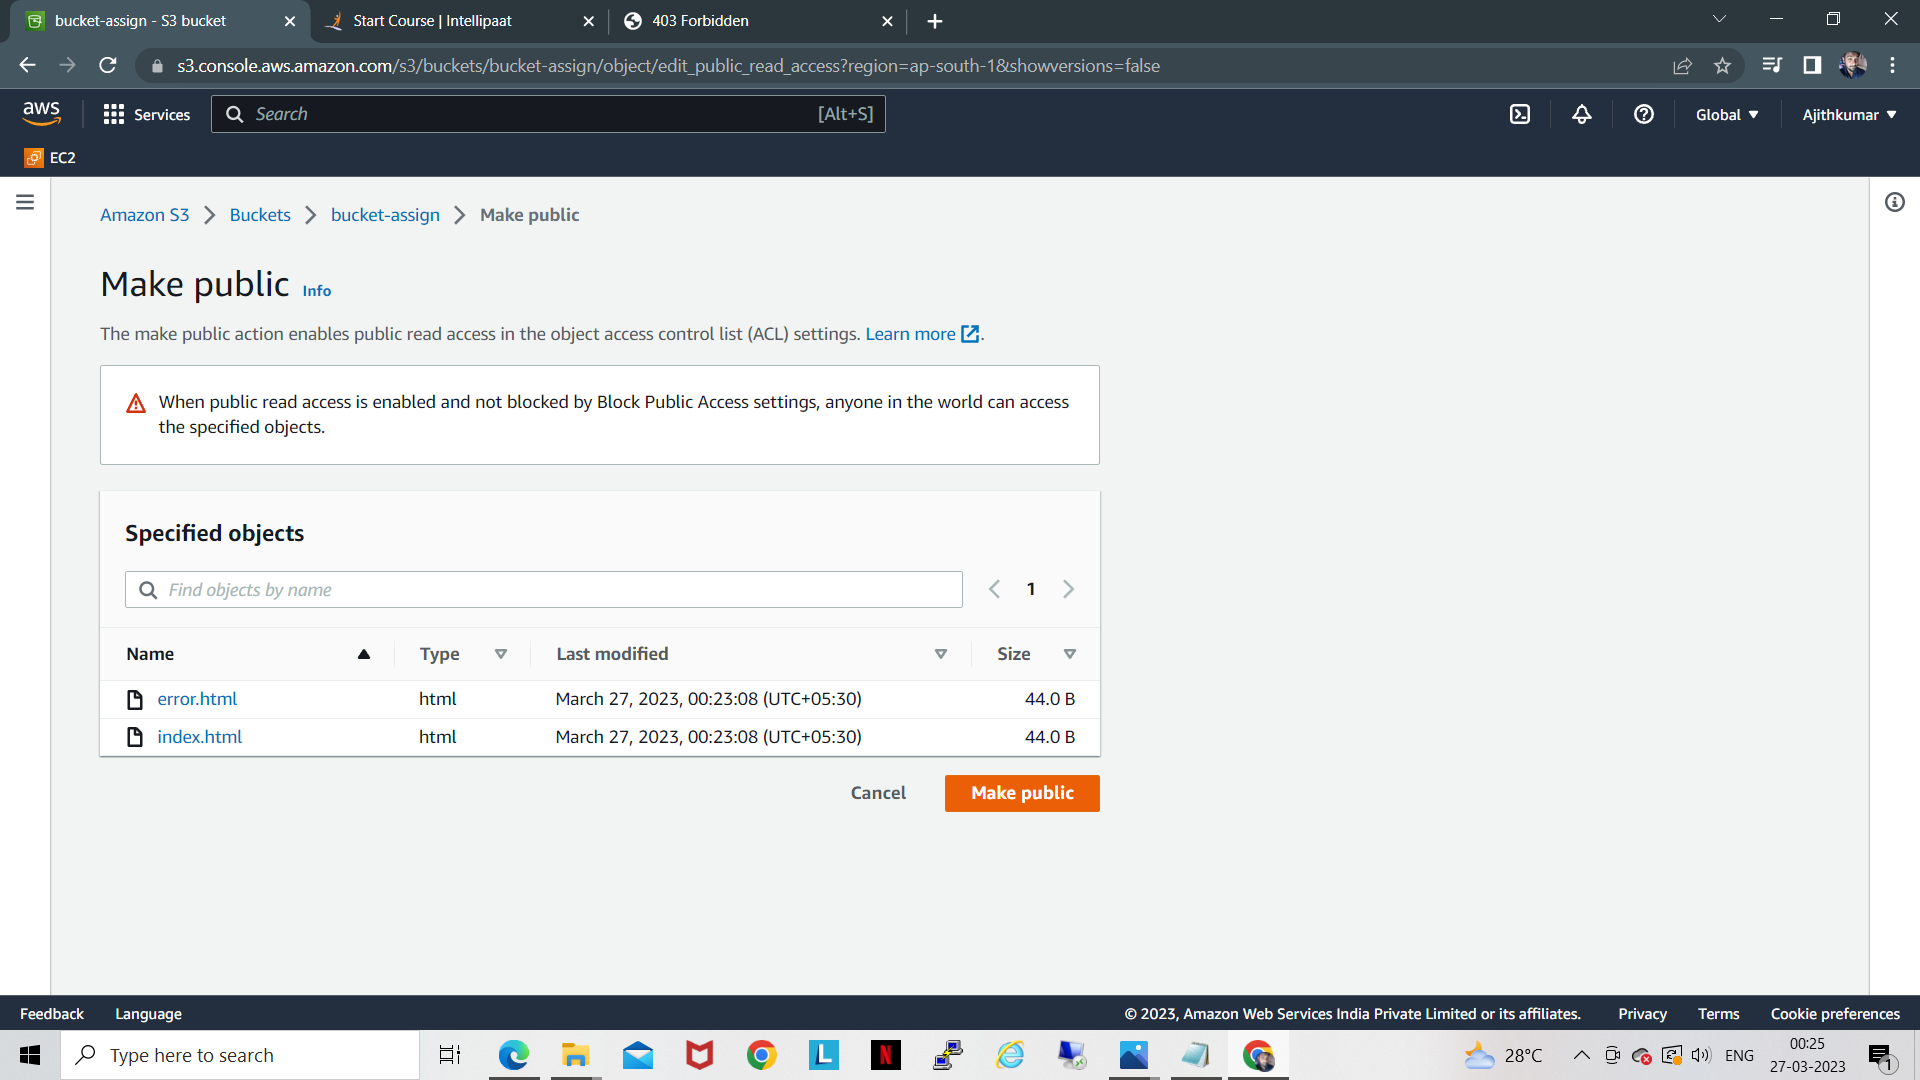 bucket-assign - S3 bucket
Start Course | Intellipaat
403 Forbidden
s3.console.aws.amazon.com/s3/buckets/bucket-assign/object/edit_public_read_access?region=ap-south-1&showversions=false
aws
Services
Search
[Alt+S]
Global
Ajithkumar
EC2
Amazon S3
Buckets
bucket-assign
Make public
Make public Info
The make public action enables public read access in the object access control list (ACL) settings. Learn more.
When public read access is enabled and not blocked by Block Public Access settings, anyone in the world can access
the specified objects.
Specified objects
Find objects by name
1
Name Type Last modified Size
error.html html March 27, 2023, 00:23:08 (UTC+05:30) 44.0 B
index.html html March 27, 2023, 00:23:08 (UTC+05:30) 44.0 B
Cancel Make public
Feedback Language © 2023, Amazon Web Services India Private Limited or its affiliates. Privacy Terms Cookie preferences
Type here to search
L
N
28°C
ENG
00:25
27-03-2023
1